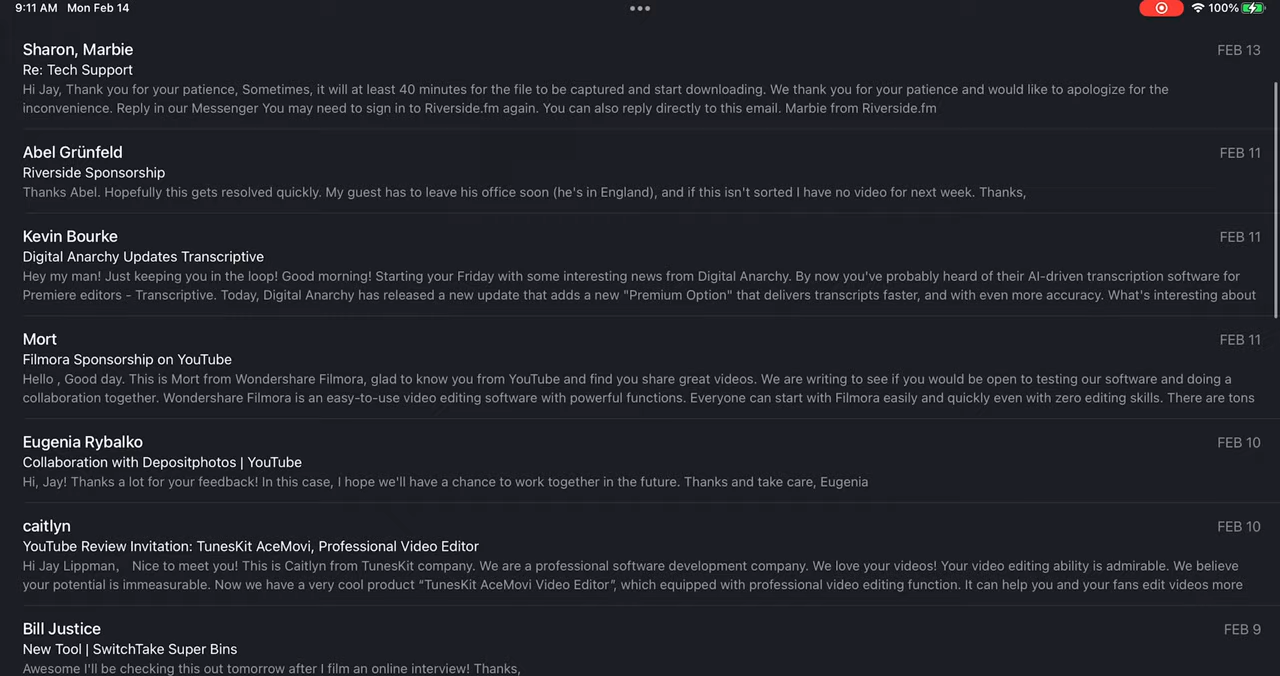 9:11 AM Mon Feb 14
100%
Sharon, Marbie FEB 13
Re: Tech Support
Hi Jay, Thank you for your patience, Sometimes, it will at least 40 minutes for the file to be captured and start downloading. We thank you for your patience and would like to apologize for the
inconvenience. Reply in our Messenger You may need to sign in to Riverside.fm again. You can also reply directly to this email. Marbie from Riverside.fm
Abel Grünfeld FEB 11
Riverside Sponsorship
Thanks Abel. Hopefully this gets resolved quickly. My guest has to leave his office soon (he's in England), and if this isn't sorted I have no video for next week. Thanks,
Kevin Bourke FEB 11
Digital Anarchy Updates Transcriptive
Hey my man! Just keeping you in the loop! Good morning! Starting your Friday with some interesting news from Digital Anarchy. By now you've probably heard of their AI-driven transcription software for
Premiere editors - Transcriptive. Today, Digital Anarchy has released a new update that adds a new "Premium Option" that delivers transcripts faster, and with even more accuracy. What's interesting about
Mort FEB 11
Filmora Sponsorship on YouTube
Hello , Good day. This is Mort from Wondershare Filmora, glad to know you from YouTube and find you share great videos. We are writing to see if you would be open to testing our software and doing a
collaboration together. Wondershare Filmora is an easy-to-use video editing software with powerful functions. Everyone can start with Filmora easily and quickly even with zero editing skills. There are tons
Eugenia Rybalko FEB 10
Collaboration with Depositphotos | YouTube
Hi, Jay! Thanks a lot for your feedback! In this case, I hope we'll have a chance to work together in the future. Thanks and take care, Eugenia
caitlyn FEB 10
YouTube Review Invitation: TunesKit AceMovi, Professional Video Editor
Hi Jay Lippman， Nice to meet you! This is Caitlyn from TunesKit company. We are a professional software development company. We love your videos! Your video editing ability is admirable. We believe
your potential is immeasurable. Now we have a very cool product “TunesKit AceMovi Video Editor”, which equipped with professional video editing function. It can help you and your fans edit videos more
Bill Justice FEB 9
New Tool | SwitchTake Super Bins
Awesome I'll be checking this out tomorrow after I film an online interview! Thanks,